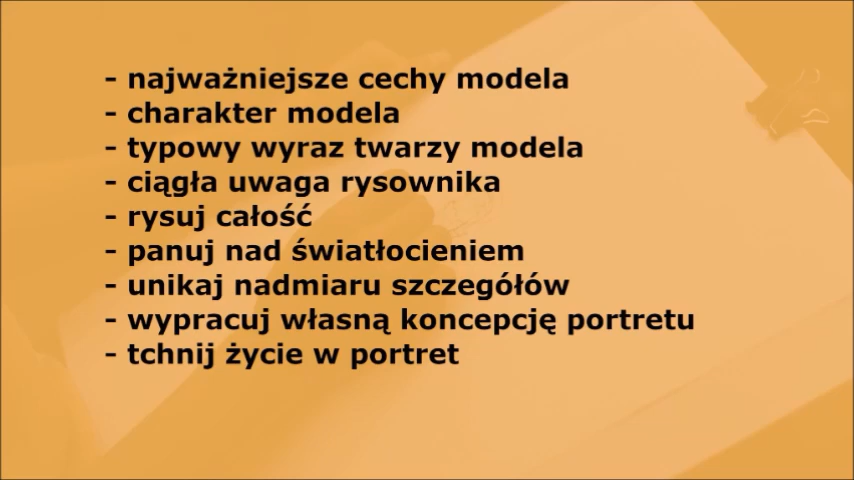 - najważniejsze cechy modela
- charakter modela
- typowy wyraz twarzy modela
- ciągła uwaga rysownika
- rysuj całość
- panuj nad światłocieniem
- unikaj nadmiaru szczegółów
- wypracuj własną koncepcję portretu
- tchnij życie w portret